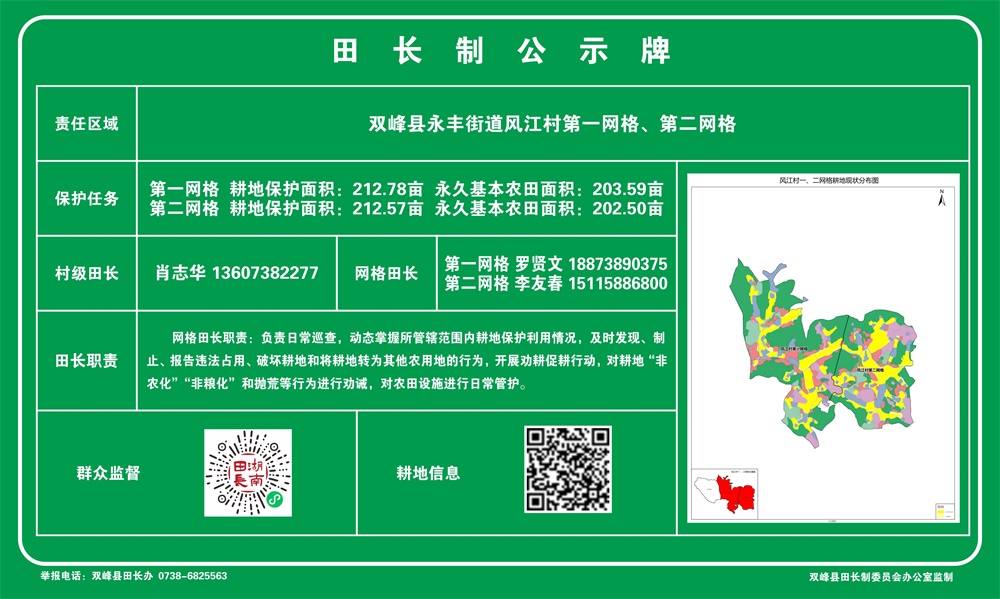 田长制公示牌
责任区域
双峰县永丰街道风江村第一网格、第二网格
保护任务
第一网格 耕地保护面积：212.78亩 永久基本农田面积：203.59亩
第二网格 耕地保护面积：212.57亩 永久基本农田面积：202.50亩
村级田长
肖志华 13607382277
网格田长
第一网格 罗贤文 18873890375
第二网格 李友春 15115886800
田长职责
网格田长职责：负责日常巡查，动态掌握所管辖范围内耕地保护利用情况，及时发现、制
止、报告违法占用、破坏耕地和将耕地转为其他农用地的行为，开展劝耕促耕行动，对耕地“非
农化”“非粮化”和抛荒等行为进行劝诫，对农田设施进行日常管护。
群众监督
湖南田長
耕地信息
风江村一、二网格耕地现状分布图
N
风江村第一网格
风江村第二网格
举报电话：双峰县田长办 0738-6825563
双峰县田长制委员会办公室监制